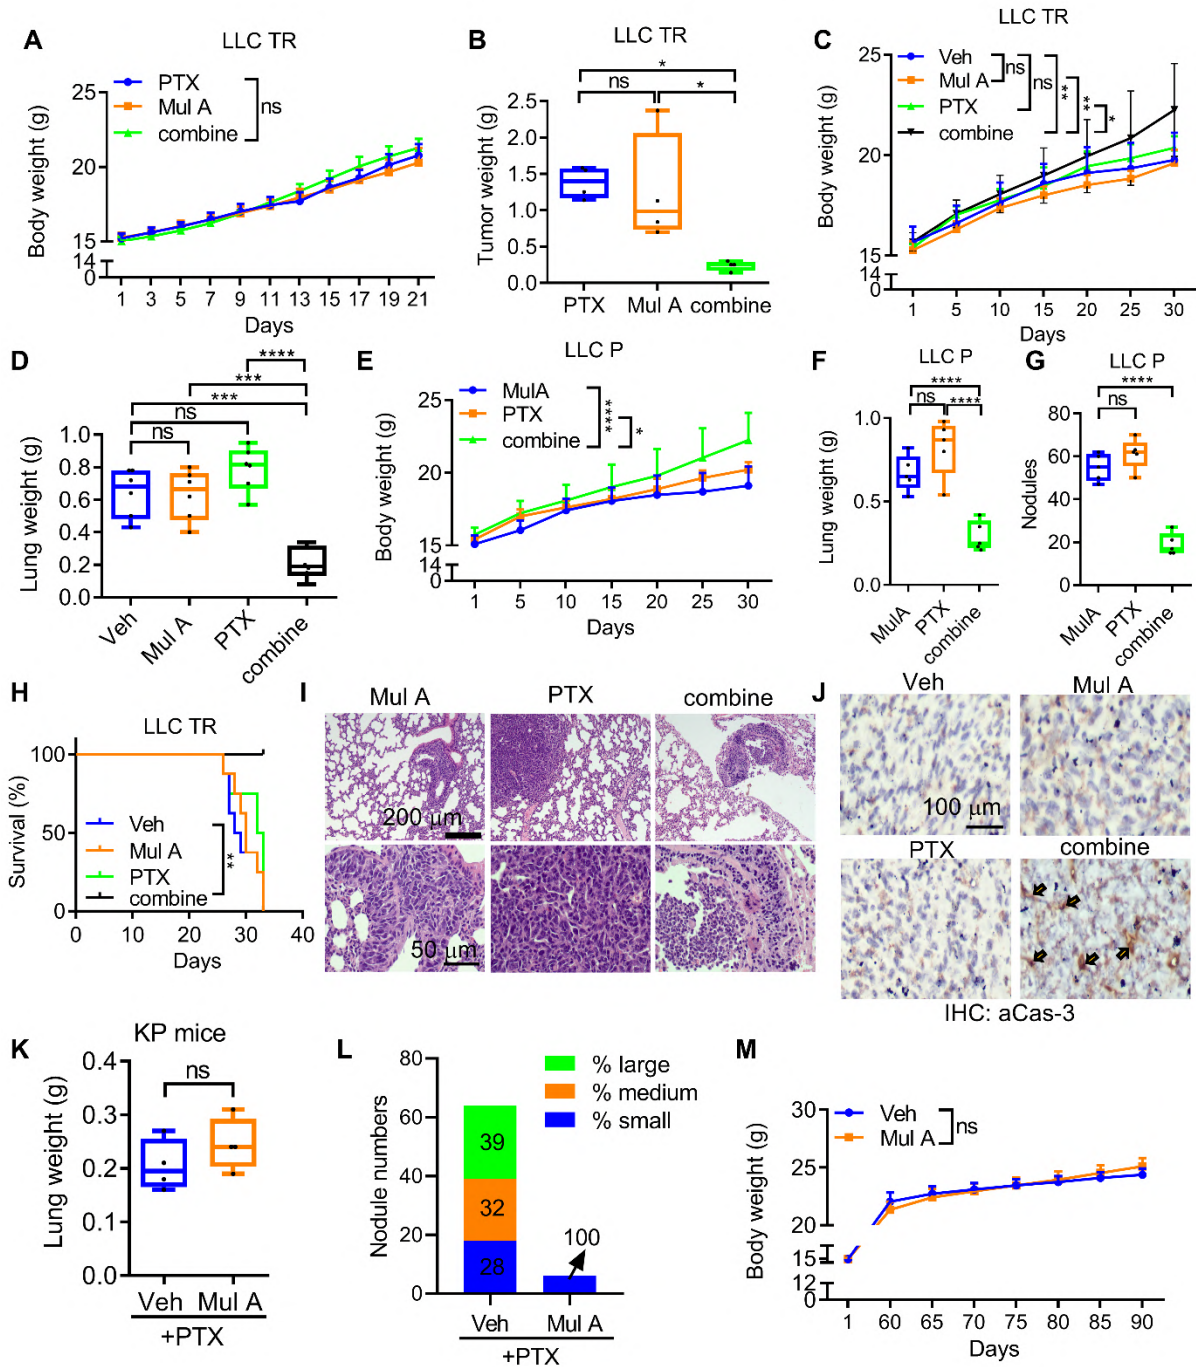 A
LLC TR
PTX
Mul A
combine
ns
Body weight (g)
25
20
15
14
0
1 3 5 7 9 11 13 15 17 19 21
Days
B
LLC TR
*
ns
*
Tumor weight (g)
2.5
2.0
1.5
1.0
0.5
0.0
PTX Mul A combine
C
LLC TR
Veh
Mul A
PTX
combine
ns
ns
ns
**
**
*
Body weight (g)
25
20
15
14
0
1 5 10 15 20 25 30
Days
D
****
***
***
ns
ns
Lung weight (g)
1.0
0.8
0.6
0.4
0.2
0.0
Veh
Mul A
PTX
combine
E
LLC P
MulA
PTX
combine
****
*
Body weight (g)
25
20
15
14
0
1 5 10 15 20 25 30
Days
F
LLC P
****
ns
****
Lung weight (g)
1.0
0.5
0.0
MulA
PTX
combine
G
LLC P
****
ns
Nodules
80
60
40
20
0
MulA
PTX
combine
H
LLC TR
Survival (%)
100
50
0
Veh
Mul A
PTX
combine
**
0 10 20 30 40
Days
I
Mul A
PTX
combine
200 μm
50 μm
J
Veh
Mul A
100 μm
PTX
combine
IHC: aCas-3
K
KP mice
ns
Lung weight (g)
0.4
0.3
0.2
0.1
0.0
Veh Mul A
+PTX
L
% large
% medium
% small
Nodule numbers
80
60
40
20
0
39
32
28
100
Veh Mul A
+PTX
M
Veh
Mul A
ns
Body weight (g)
30
25
20
15
12
0
1 60 65 70 75 80 85 90
Days